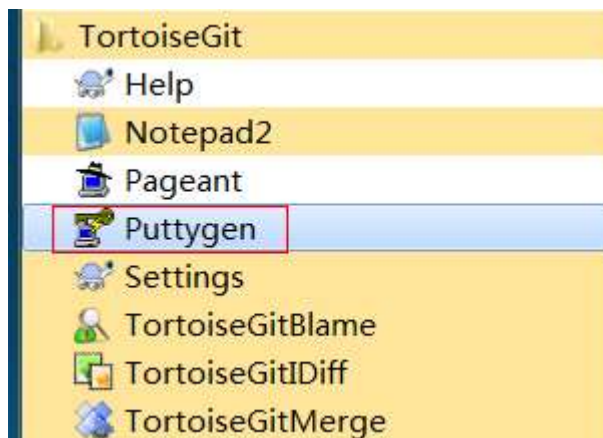 TortoiseGit
Help
Notepad2
Pageant
Puttygen
Settings
TortoiseGitBlame
TortoiseGitIDiff
TortoiseGitMerge